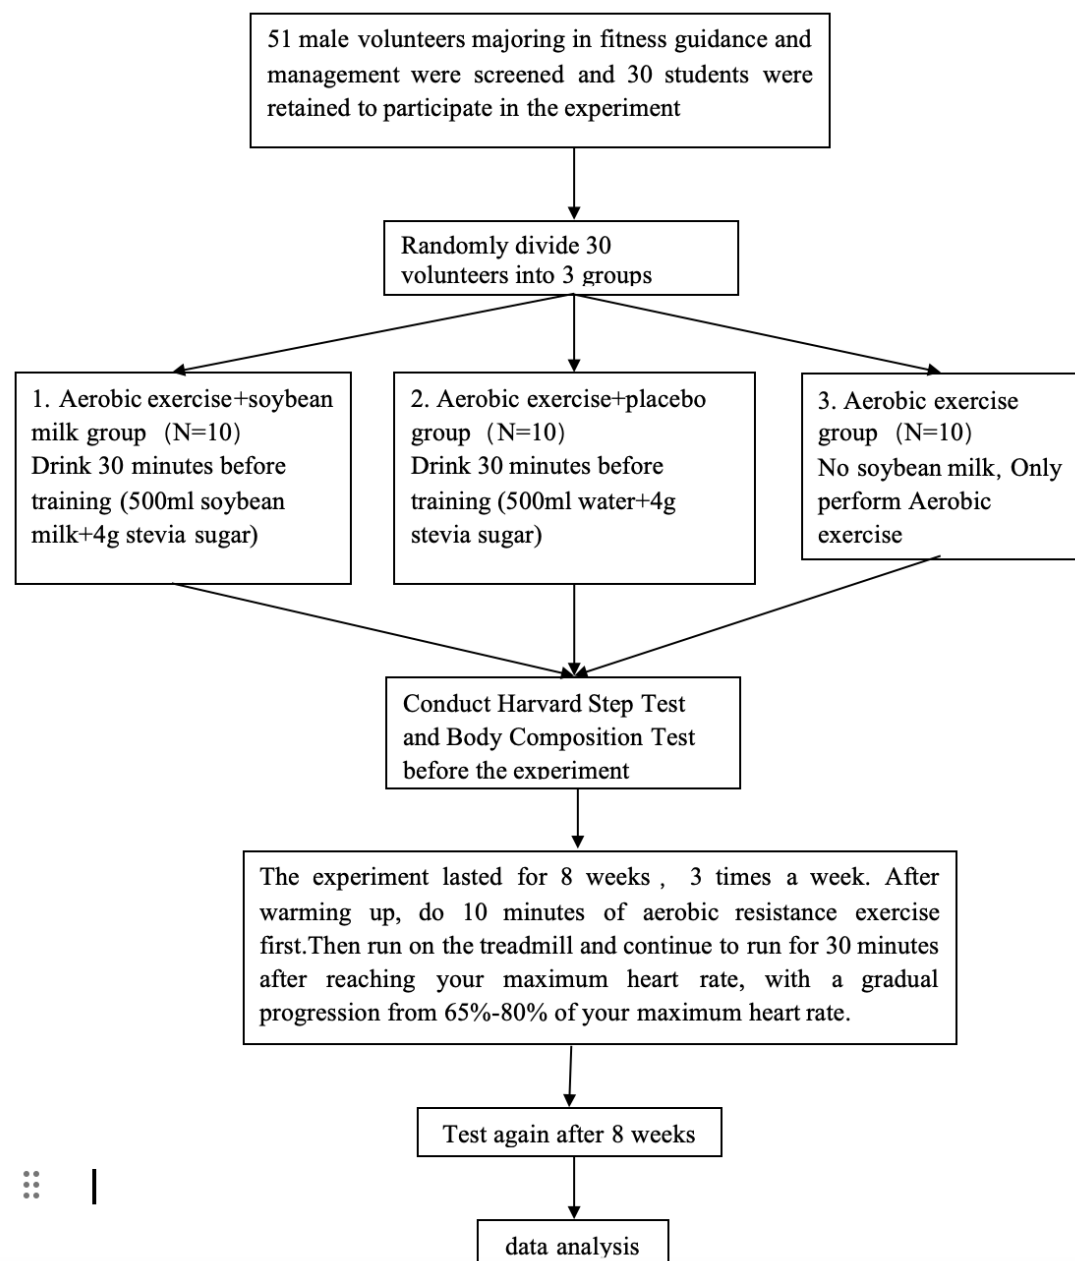 51 male volunteers majoring in fitness guidance and
management were screened and 30 students were
retained to participate in the experiment
Randomly divide 30
volunteers into 3 groups
1. Aerobic exercise+soybean
milk group（N=10）
Drink 30 minutes before
training (500ml soybean
milk+4g stevia sugar)
2. Aerobic exercise+placebo
group（N=10）
Drink 30 minutes before
training (500ml water+4g
stevia sugar)
3. Aerobic exercise
group（N=10）
No soybean milk, Only
perform Aerobic
exercise
Conduct Harvard Step Test
and Body Composition Test
before the experiment
The experiment lasted for 8 weeks， 3 times a week. After
warming up, do 10 minutes of aerobic resistance exercise
first.Then run on the treadmill and continue to run for 30 minutes
after reaching your maximum heart rate, with a gradual
progression from 65%-80% of your maximum heart rate.
Test again after 8 weeks
data analysis